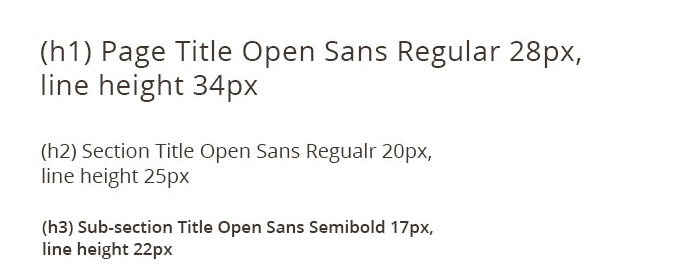 (h1) Page Title Open Sans Regular 28px,
line height 34px
(h2) Section Title Open Sans Regualr 20px,
line height 25px
(h3) Sub-section Title Open Sans Semibold 17px,
line height 22px